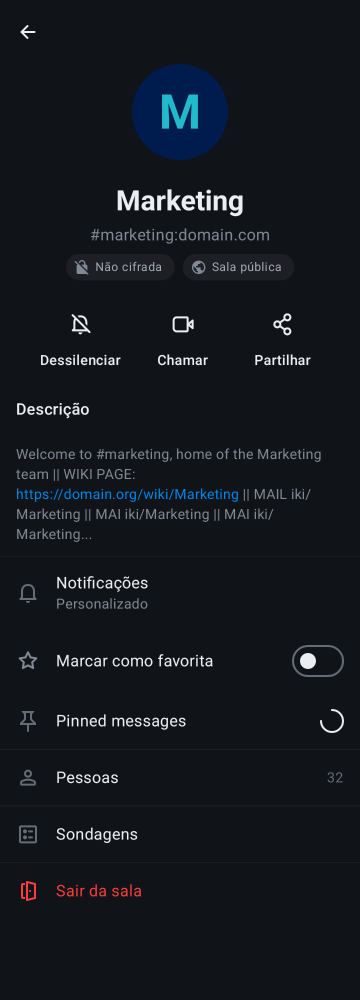 M
Marketing
#marketing:domain.com
Não cifrada
Sala pública
Dessilenciar
Chamar
Partilhar
Descrição
Welcome to #marketing, home of the Marketing
team || WIKI PAGE:
https://domain.org/wiki/Marketing || MAIL iki/
Marketing || MAI iki/Marketing || MAI iki/
Marketing...
Notificações
Personalizado
Marcar como favorita
Pinned messages
Pessoas 32
Sondagens
Sair da sala